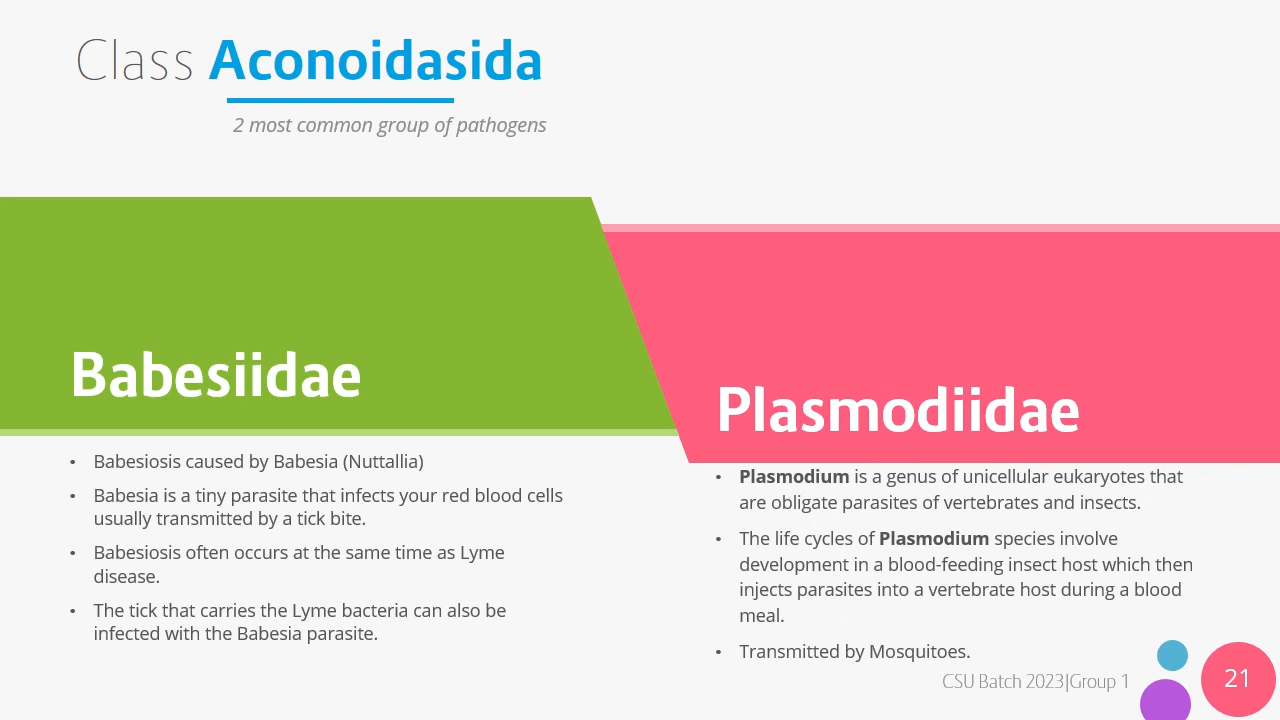 Class Aconoidasida
2 most common group of pathogens
Babesiidae
• Babesiosis caused by Babesia (Nuttallia)
• Babesia is a tiny parasite that infects your red blood cells
usually transmitted by a tick bite.
• Babesiosis often occurs at the same time as Lyme
disease.
• The tick that carries the Lyme bacteria can also be
infected with the Babesia parasite.
Plasmodiidae
• Plasmodium is a genus of unicellular eukaryotes that
are obligate parasites of vertebrates and insects.
• The life cycles of Plasmodium species involve
development in a blood-feeding insect host which then
injects parasites into a vertebrate host during a blood
meal.
• Transmitted by Mosquitoes.
CSU Batch 2023|Group 1
21